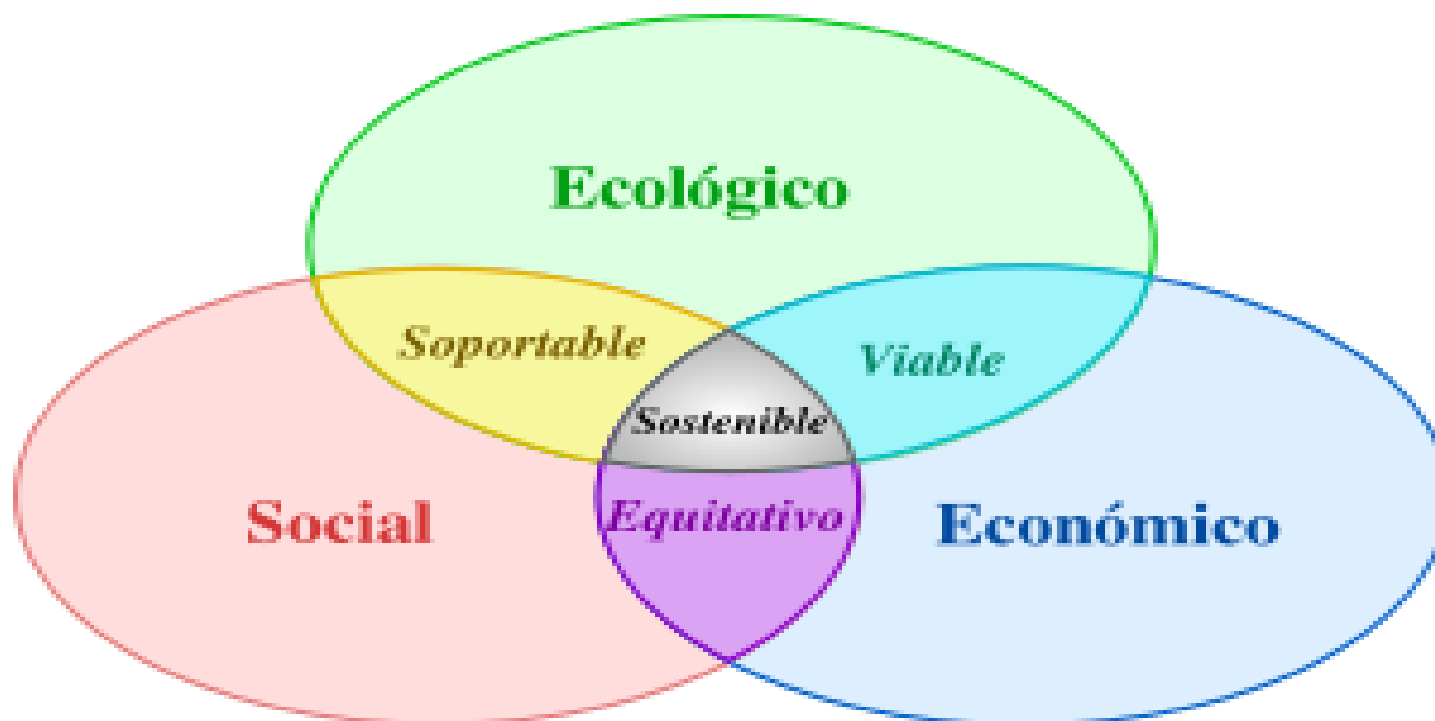 Ecológico
Soportable
Viable
Sostenible
Social
Equitativo
Económico